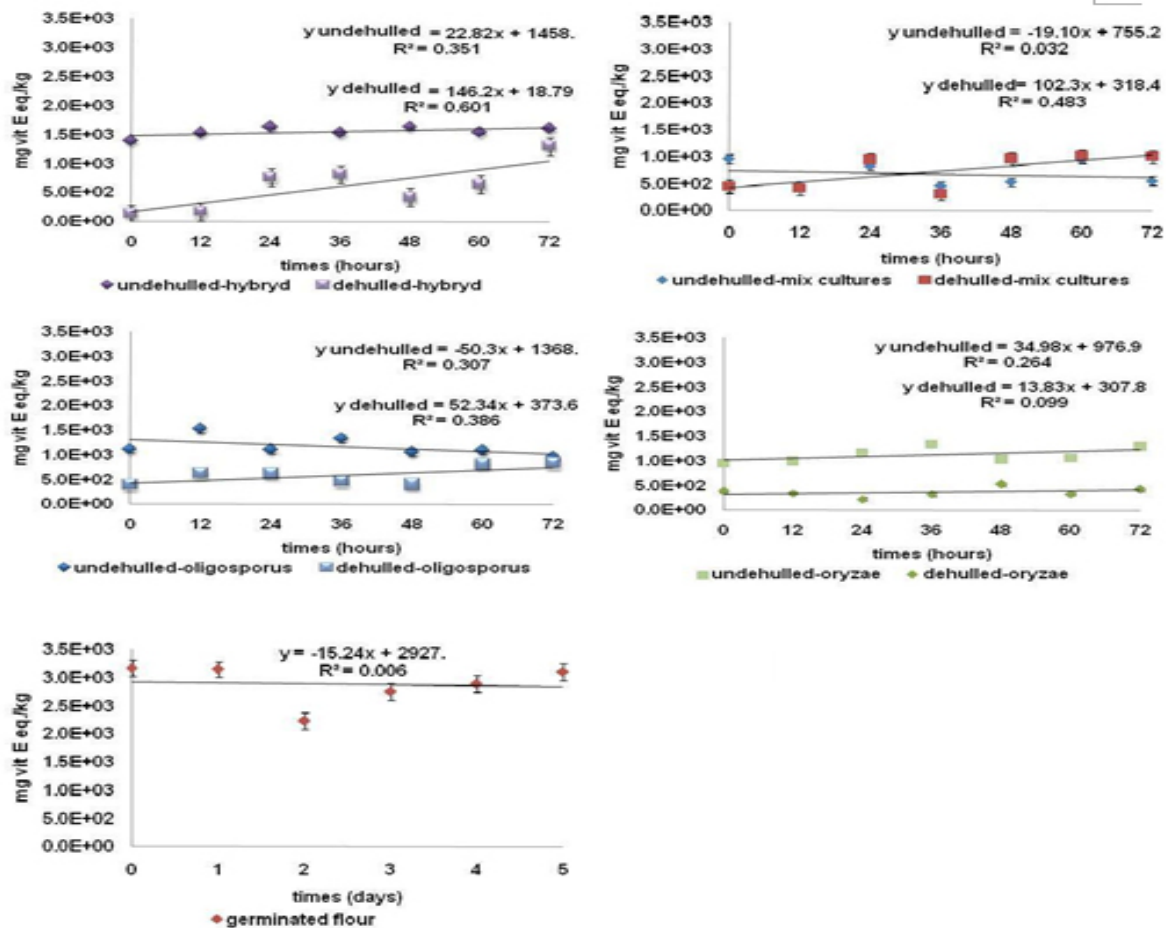 3.5E+03
3.0E+03
2.5E+03
2.0E+03
1.5E+03
1.0E+03
5.0E+02
0.0E+00
mg vit E eq./kg
y undehulled = 22.82x + 1458.
R² = 0.351
y dehulled = 146.2x + 18.79
R² = 0.601
0 12 24 36 48 60 72
times (hours)
undehulled-hybryd dehulled-hybryd
3.5E+03
3.0E+03
2.5E+03
2.0E+03
1.5E+03
1.0E+03
5.0E+02
0.0E+00
mg vit E eq./kg
y undehulled = -19.10x + 755.2
R² = 0.032
y dehulled= 102.3x + 318.4
R² = 0.483
0 12 24 36 48 60 72
times (hours)
undehulled-mix cultures dehulled-mix cultures
3.5E+03
3.0E+03
2.5E+03
2.0E+03
1.5E+03
1.0E+03
5.0E+02
0.0E+00
mg vit E eq./kg
y undehulled = -50.3x + 1368.
R² = 0.307
y dehulled = 52.34x + 373.6
R² = 0.386
0 12 24 36 48 60 72
times (hours)
undehulled-oligosporus dehulled-oligosporus
3.5E+03
3.0E+03
2.5E+03
2.0E+03
1.5E+03
1.0E+03
5.0E+02
0.0E+00
mg vit E eq./kg
y undehulled = 34.98x + 976.9
R² = 0.264
y dehulled = 13.83x + 307.8
R² = 0.099
0 12 24 36 48 60 72
times (hours)
undehulled-oryzae dehulled-oryzae
3.5E+03
3.0E+03
2.5E+03
2.0E+03
1.5E+03
1.0E+03
5.0E+02
0.0E+00
mg vit E eq./kg
y = -15.24x + 2927.
R² = 0.006
0 1 2 3 4 5
times (days)
germinated flour